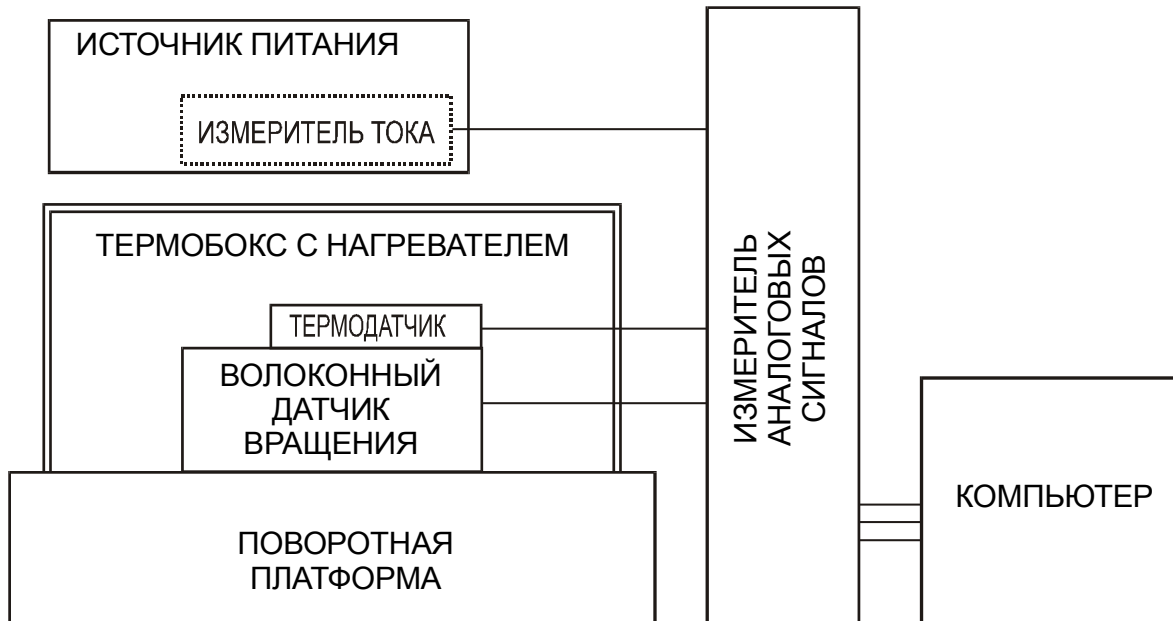 ИСТОЧНИК ПИТАНИЯ
ИЗМЕРИТЕЛЬ ТОКА
ТЕРМОБОКС С НАГРЕВАТЕЛЕМ
ТЕРМОДАТЧИК
ВОЛОКОННЫЙ
ДАТЧИК
ВРАЩЕНИЯ
ПОВОРОТНАЯ
ПЛАТФОРМА
ИЗМЕРИТЕЛЬ
АНАЛОГОВЫХ
СИГНАЛОВ
КОМПЬЮТЕР